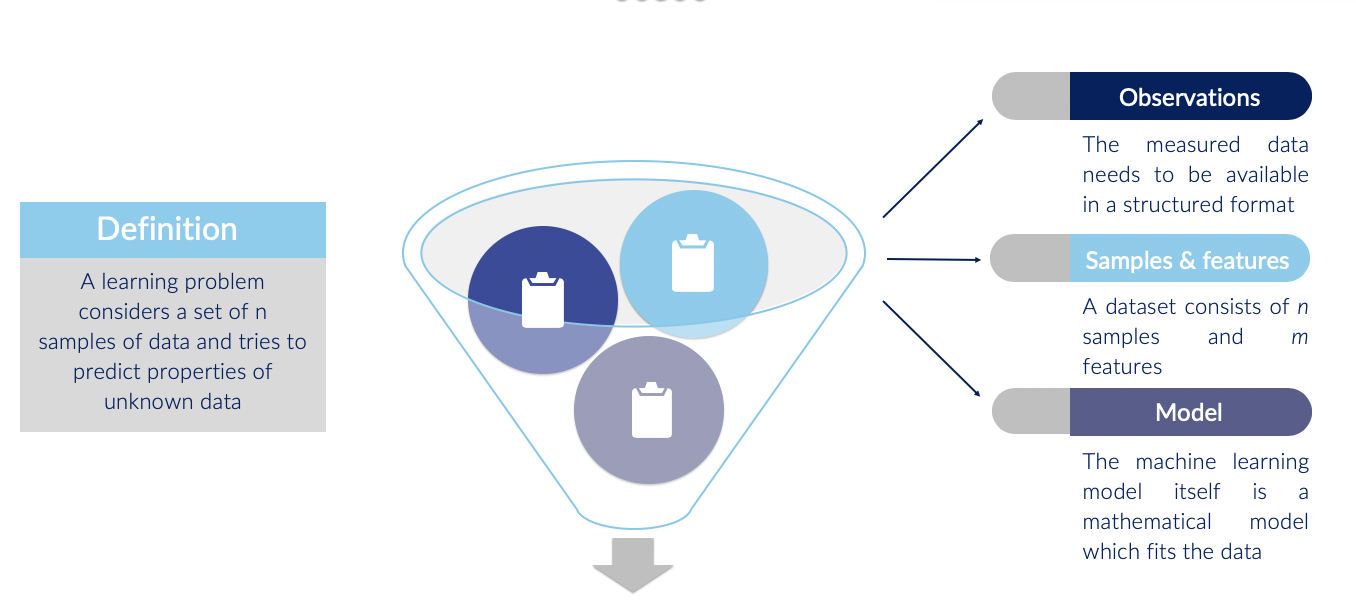 Definition
A learning problem
considers a set of n
samples of data and tries to
predict properties of
unknown data
Observations
The measured data
needs to be available
in a structured format
Samples & features
A dataset consists of n
samples and m
features
Model
The machine learning
model itself is a
mathematical model
which fits the data